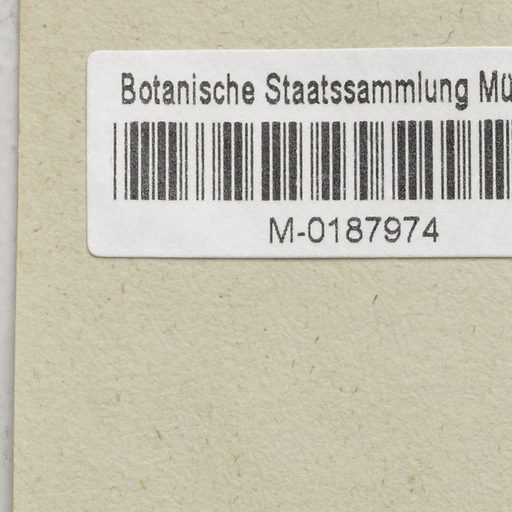 Botanische Staatssammlung Mü
M-0187974